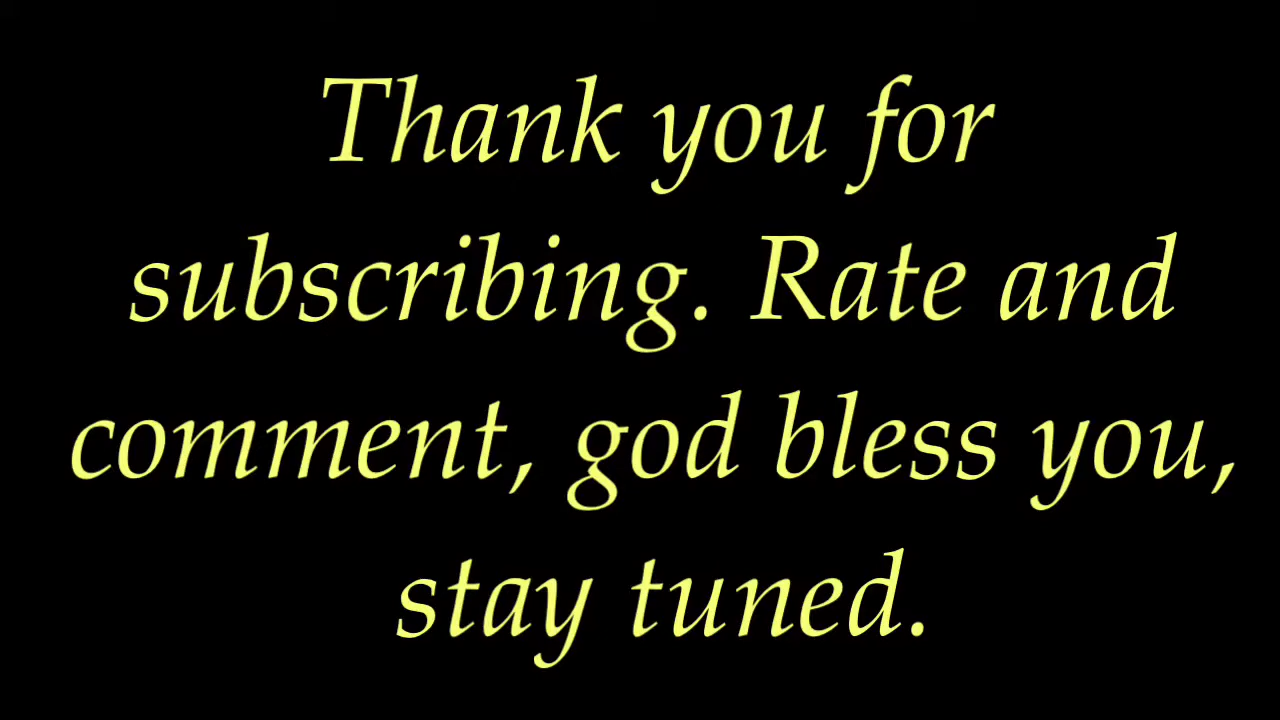 Thank you for
subscribing. Rate and
comment, god bless you,
stay tuned.